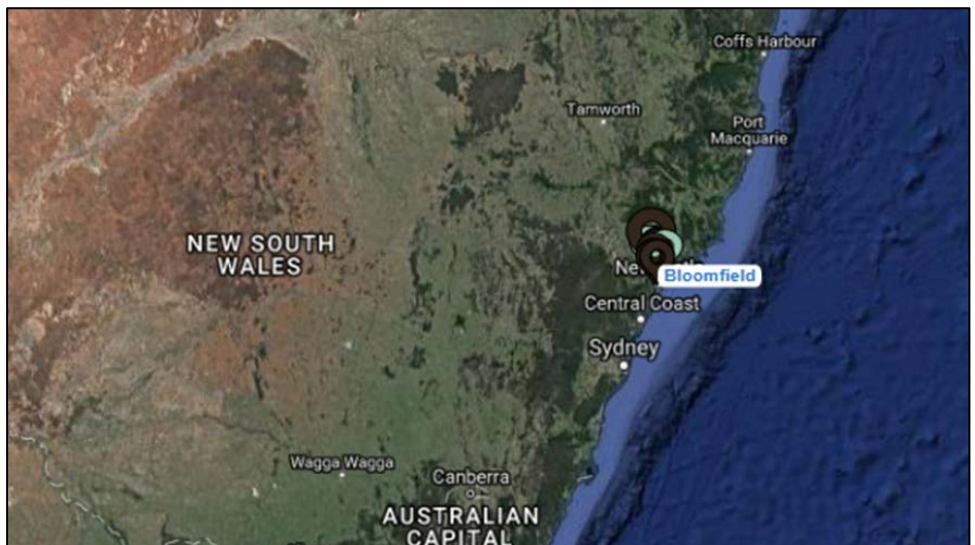 Coffs Harbour
Tamworth
Port
Macquarie
NEW SOUTH
WALES
Bloomfield
Central Coast
Sydney
Wagga Wagga
Canberra
AUSTRALIAN
CAPITAL